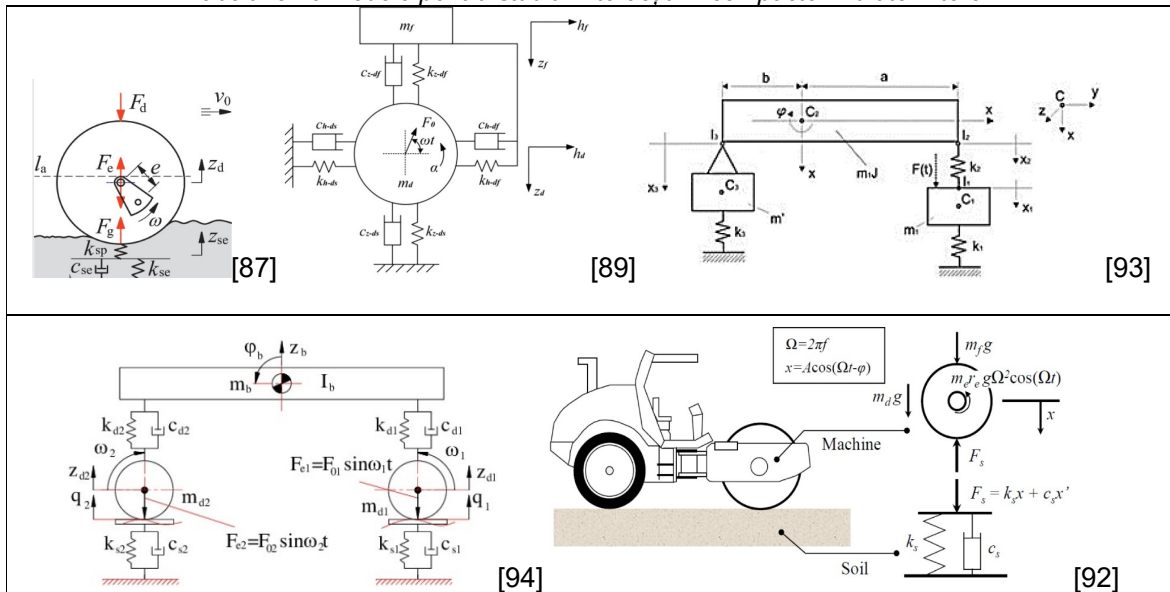 F_d
v_0
l_a
F_e
e
z_d
ω
F_g
z_se
k_sp
c_se
k_se
[87]
m_f
h_f
z_f
c_z-df
k_z-df
F_0
ωt
α
c_h-ds
k_h-ds
c_h-df
k_h-df
h_d
m_d
z_d
c_z-ds
k_z-ds
[89]
b
a
φ
C_2
x
l_3
l_2
m_1J
x
C
y
z
x
x_3
C_3
m'
k_3
F(t)
k_2
l_1
C_1
m_1
x_2
x_1
k_1
[93]
φ_b
z_b
m_b
I_b
k_d2
c_d2
k_d1
c_d1
ω_2
ω_1
F_e1=F_01 sinω_1t
z_d2
z_d1
q_2
m_d2
m_d1
q_1
F_e2=F_02 sinω_2t
k_s2
c_s2
k_s1
c_s1
[94]
Ω=2πf
x=Acos(Ωt-φ)
m_f g
m_e r_e gΩ²cos(Ωt)
m_d g
x
Machine
F_s
F_s = k_s x + c_s x'
k_s
c_s
Soil
[92]